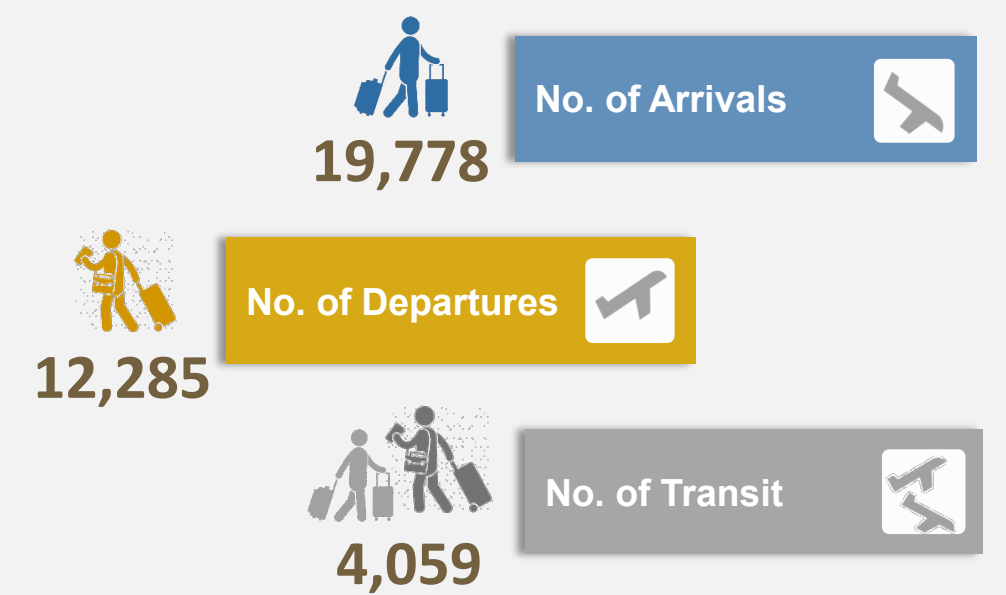 No. of Arrivals
19,778
No. of Departures
12,285
No. of Transit
4,059